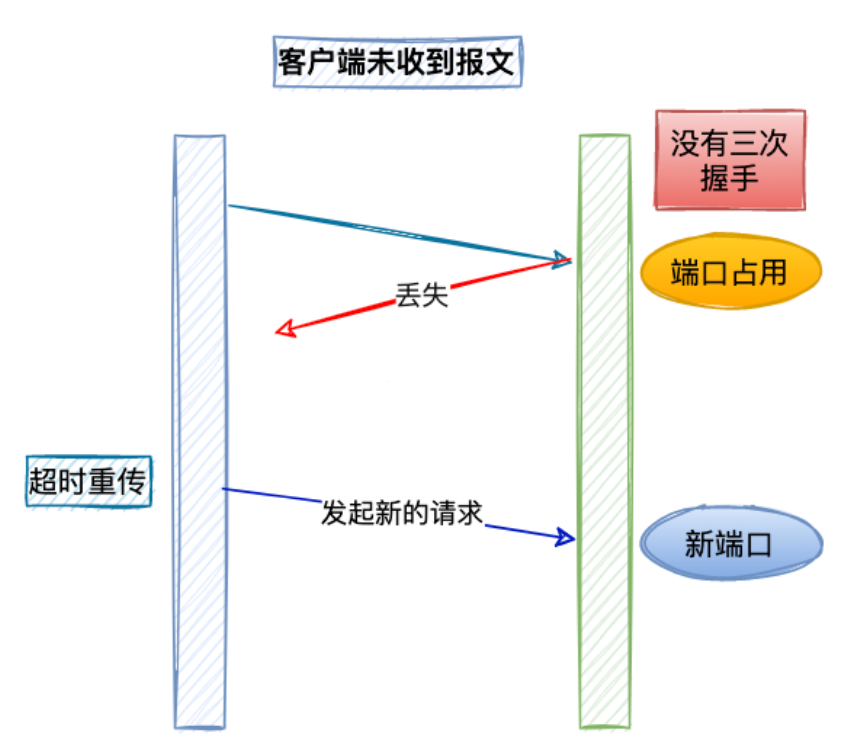 客户端未收到报文
没有三次
握手
端口占用
丢失
超时重传
发起新的请求
新端口